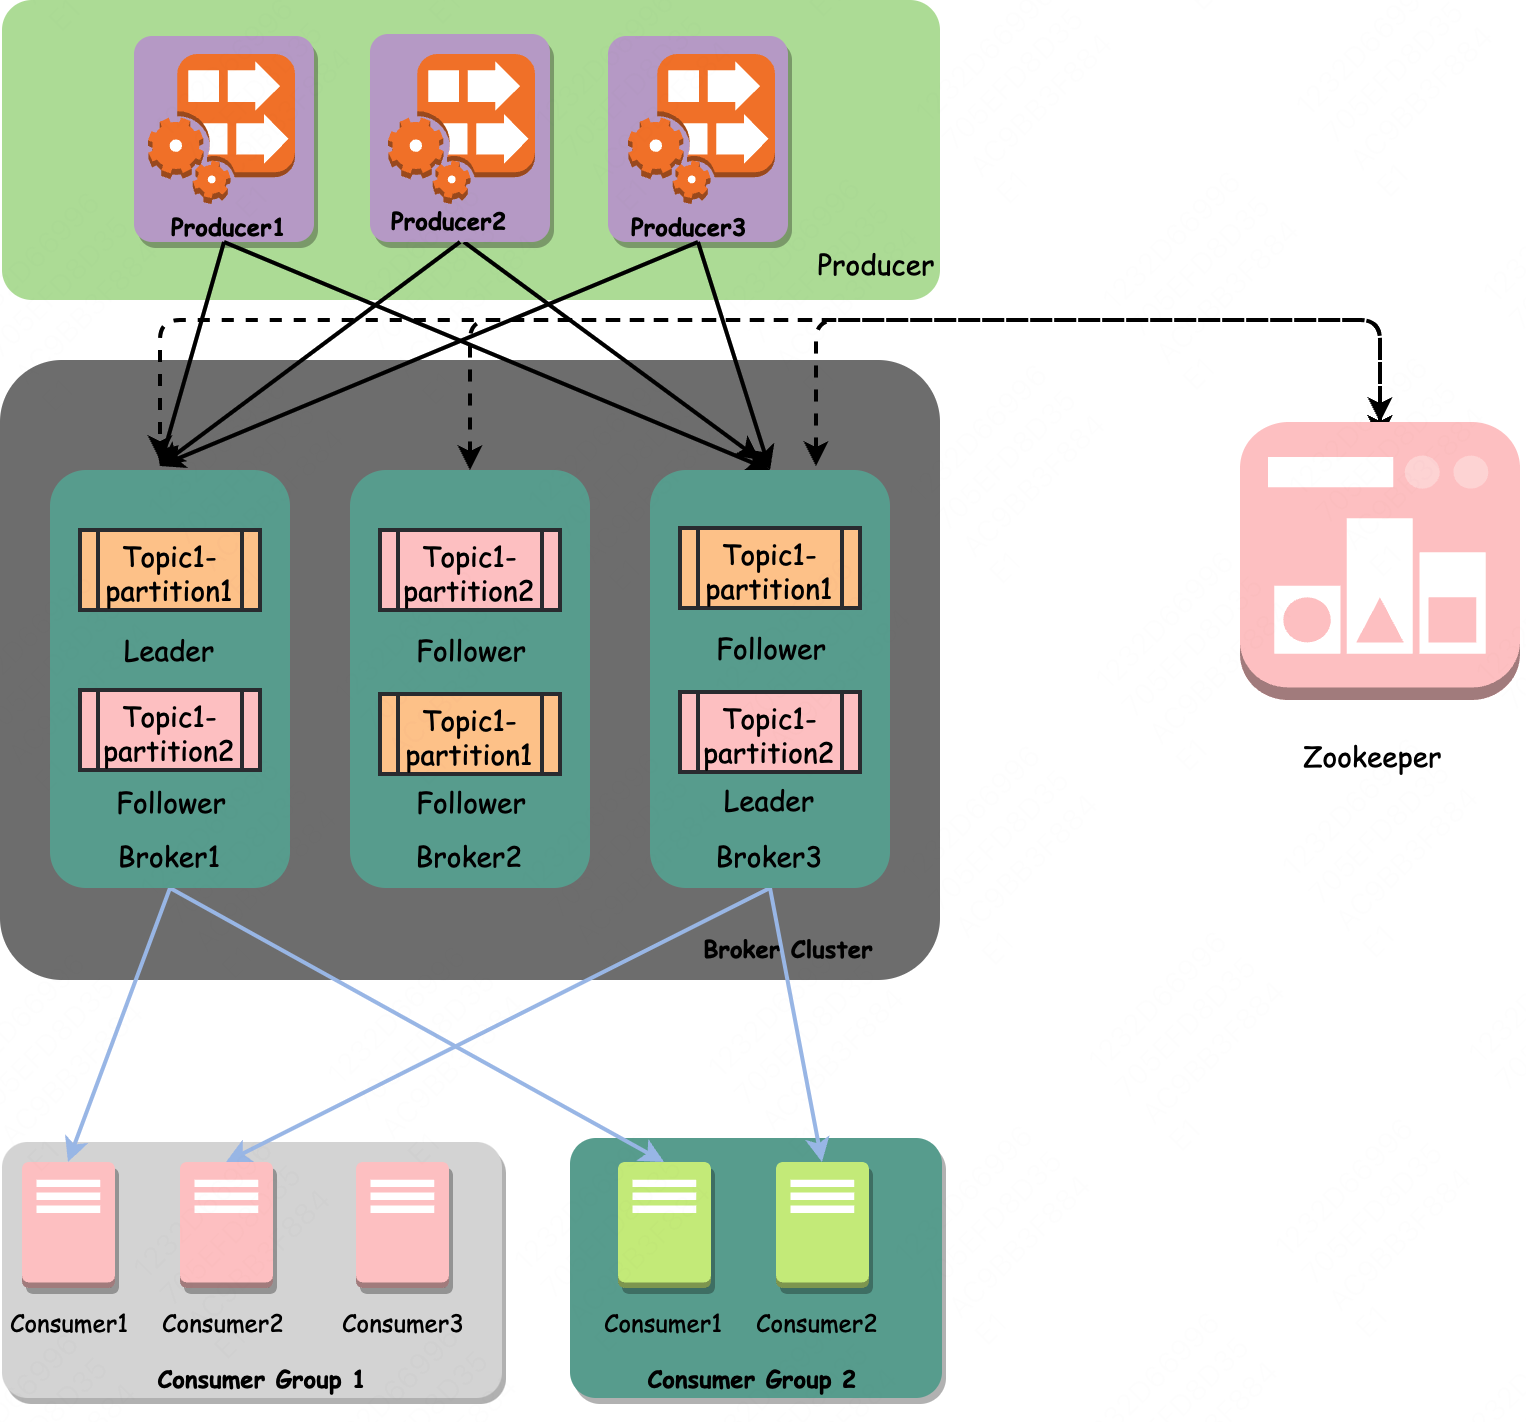 Producer1
Producer2
Producer3
Producer
Topic1-
partition1
Leader
Topic1-
partition2
Follower
Broker1
Topic1-
partition2
Follower
Topic1-
partition1
Follower
Broker2
Topic1-
partition1
Follower
Topic1-
partition2
Leader
Broker3
Broker Cluster
Zookeeper
Consumer1
Consumer2
Consumer3
Consumer Group 1
Consumer1
Consumer2
Consumer Group 2